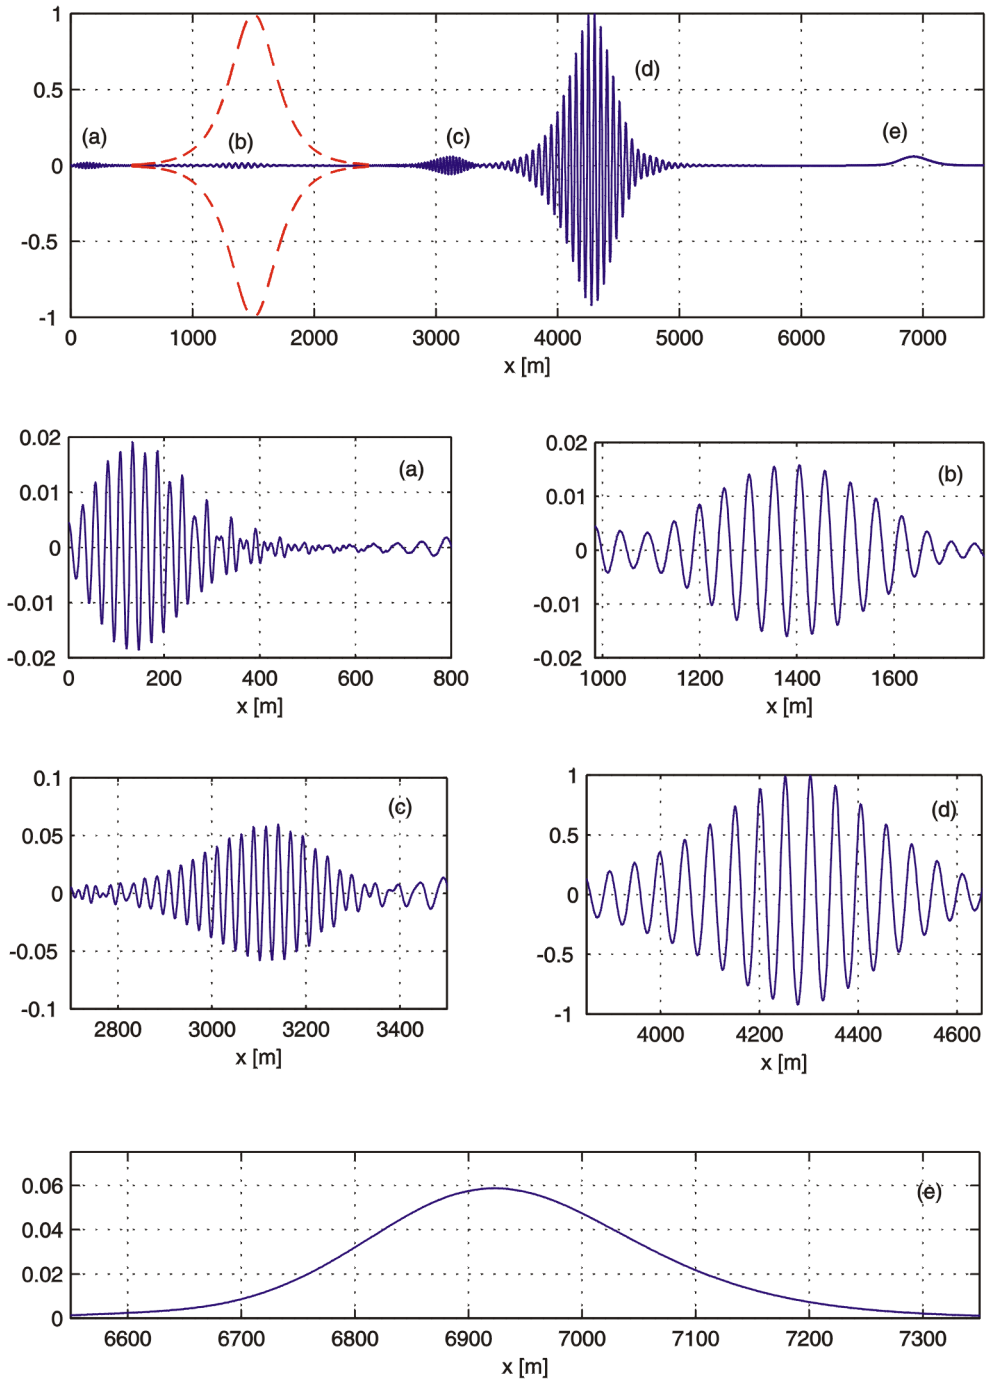 1
0.5
0
-0.5
-1
(a) (b) (c) (d) (e)
0 1000 2000 3000 4000 5000 6000 7000
x [m]
0.02
0.01
0
-0.01
-0.02
(a)
0 200 400 600 800
x [m]
0.02
0.01
0
-0.01
-0.02
(b)
1000 1200 1400 1600
x [m]
0.1
0.05
0
-0.05
-0.1
(c)
2800 3000 3200 3400
x [m]
1
0.5
0
-0.5
-1
(d)
4000 4200 4400 4600
x [m]
0.06
0.04
0.02
0
(e)
6600 6700 6800 6900 7000 7100 7200 7300
x [m]